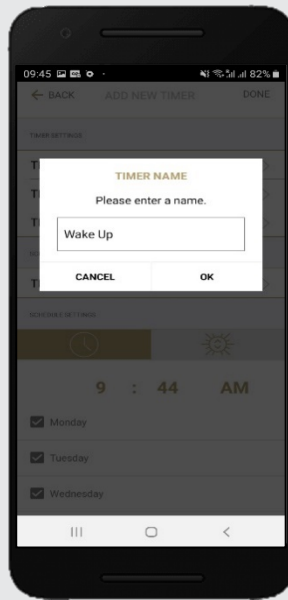 09:45 82%
BACK ADD NEW TIMER DONE
TIMER SETTINGS
TIMER NAME
Please enter a name.
Wake Up
CANCEL OK
SCHEDULE SETTINGS
9 : 44 AM
Monday
Tuesday
Wednesday